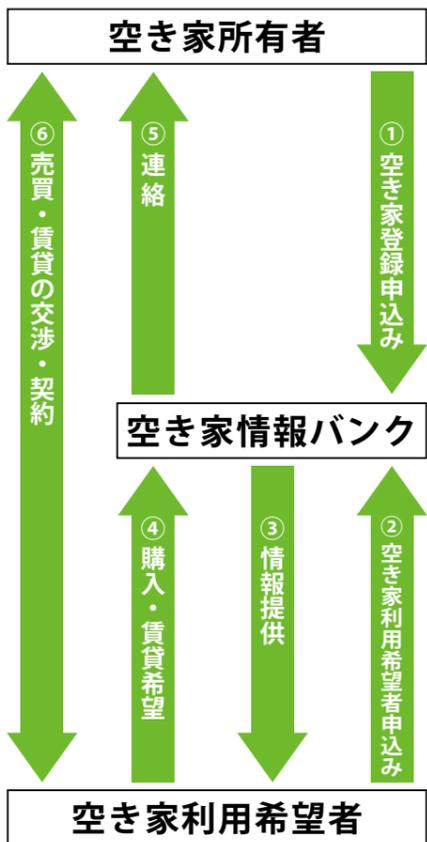 空き家所有者
①空き家登録申込み
⑤連絡
⑥売買・賃貸の交渉・契約
空き家情報バンク
②空き家利用希望者申込み
③情報提供
④購入・賃貸希望
空き家利用希望者